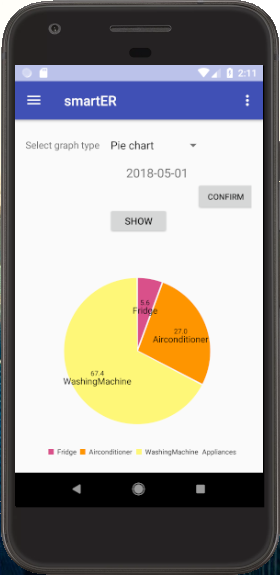 2:11
smartER
Select graph type Pie chart
2018-05-01
CONFIRM
SHOW
5.6
Fridge
27.0
Airconditioner
67.4
WashingMachine
Fridge Airconditioner WashingMachine Appliances